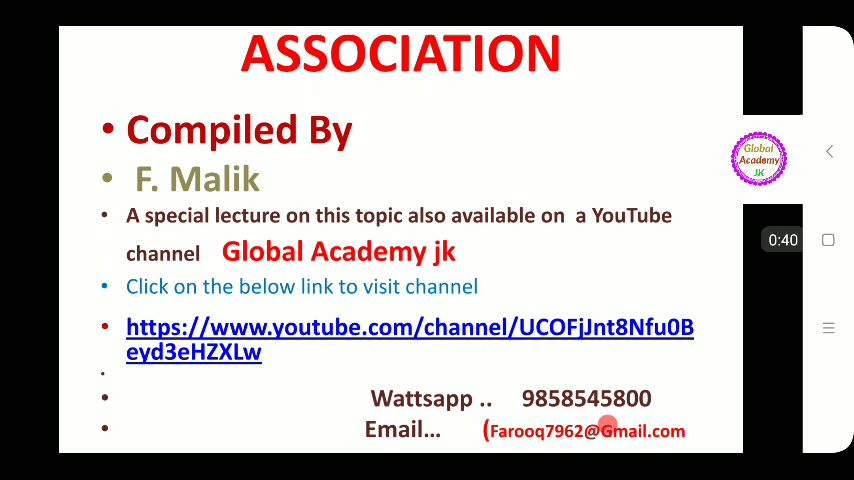 ASSOCIATION
• Compiled By
• F. Malik
• A special lecture on this topic also available on a YouTube
channel Global Academy jk
• Click on the below link to visit channel
• https://www.youtube.com/channel/UCOFjJnt8Nfu0B
eyd3eHZXLw
•
• Wattsapp .. 9858545800
• Email... (Farooq7962@Gmail.com
Global
Academy
JK
0:40